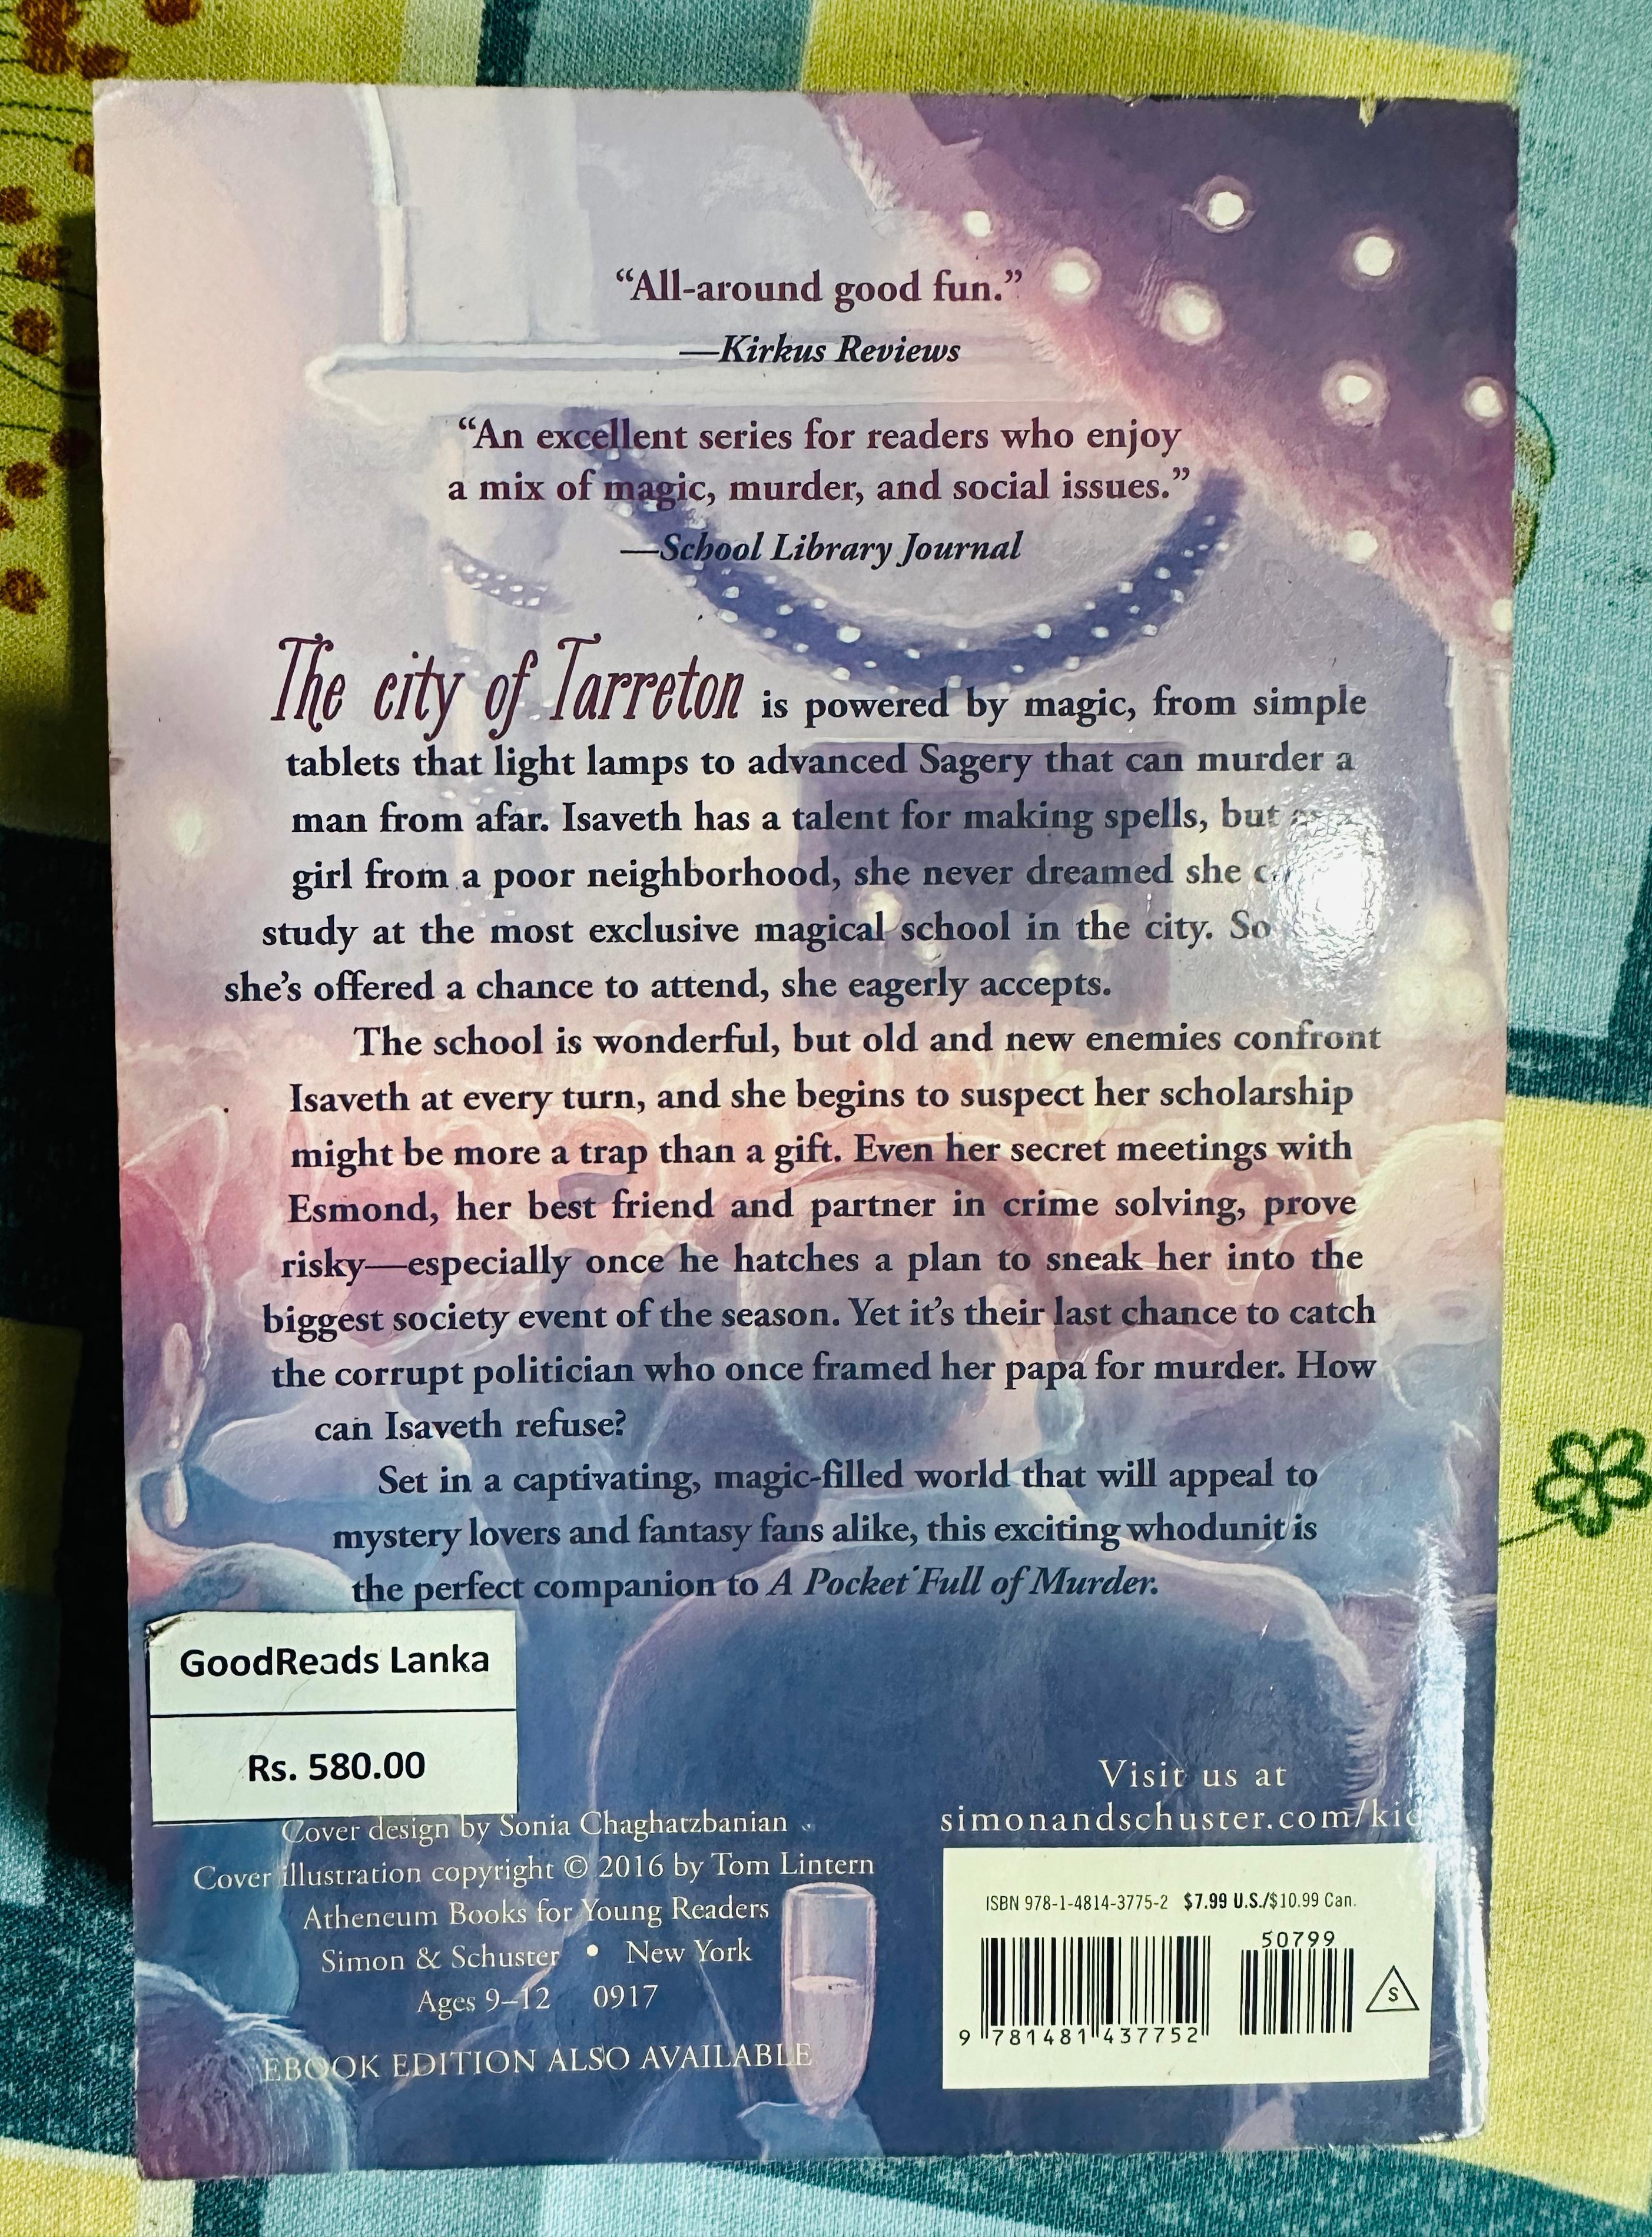 “All-around good fun.”
—Kirkus Reviews
“An excellent series for readers who enjoy
a mix of magic, murder, and social issues.”
—School Library Journal
The city of Tarreton is powered by magic, from simple
tablets that light lamps to advanced Sagery that can murder a
man from afar. Isaveth has a talent for making spells, but
girl from a poor neighborhood, she never dreamed she
study at the most exclusive magical school in the city. So
she’s offered a chance to attend, she eagerly accepts.
The school is wonderful, but old and new enemies confront
Isaveth at every turn, and she begins to suspect her scholarship
might be more a trap than a gift. Even her secret meetings with
Esmond, her best friend and partner in crime solving, prove
risky—especially once he hatches a plan to sneak her into the
biggest society event of the season. Yet it’s their last chance to catch
the corrupt politician who once framed her papa for murder. How
can Isaveth refuse?
Set in a captivating, magic-filled world that will appeal to
mystery lovers and fantasy fans alike, this exciting whodunit is
the perfect companion to A Pocket Full of Murder.
GoodReads Lanka
Rs. 580.00
Cover design by Sonia Chaghatzbanian
Cover illustration copyright © 2016 by Tom Lintern
Atheneum Books for Young Readers
Simon & Schuster • New York
Ages 9–12 0917
EBOOK EDITION ALSO AVAILABLE
Visit us at
simonandschuster.com/kid
ISBN 978-1-4814-3775-2 $7.99 U.S./$10.99 Can.
50799
9 781481 437752
S